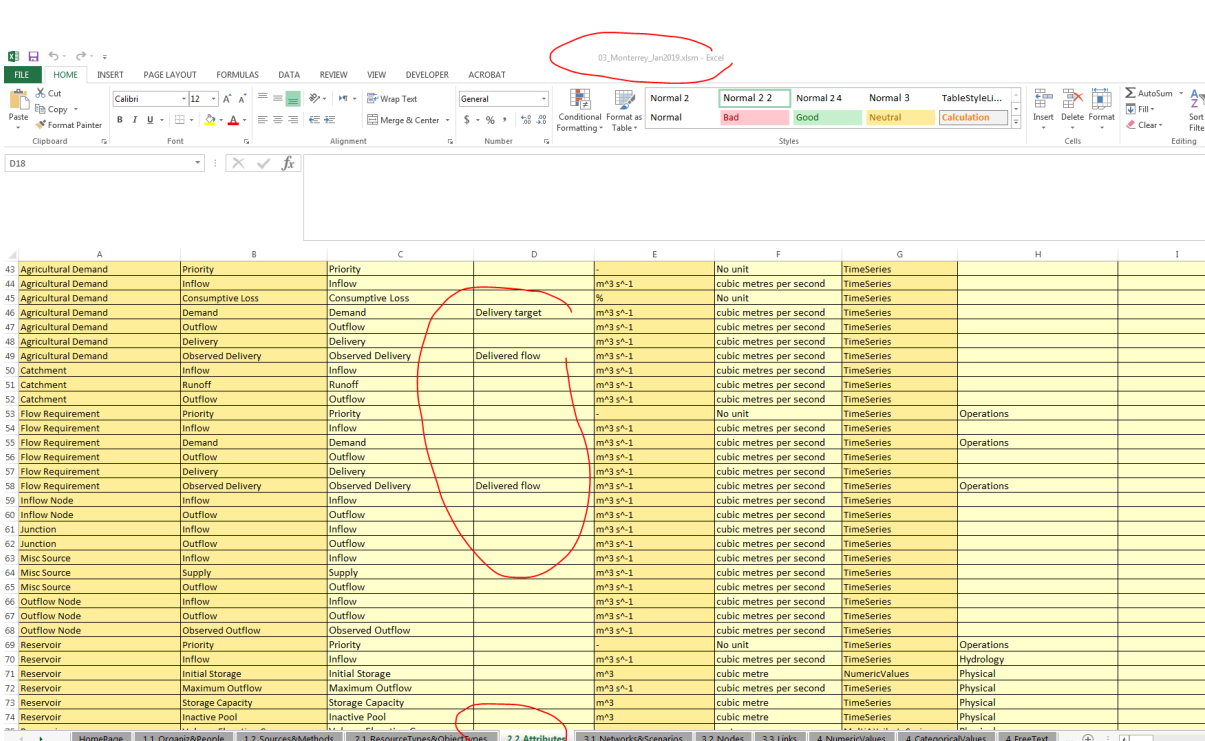 03_Monterrey_Jan2019.xlsm - Excel
FILE HOME INSERT PAGE LAYOUT FORMULAS DATA REVIEW VIEW DEVELOPER ACROBAT
Cut Calibri 12 Wrap Text General Normal 2 Normal 2 2 Normal 2 4 Normal 3 TableStyleLi... AutoSum
Copy Fill
Paste Format Painter B I U Merge & Center $ % Conditional Formatting Format as Table Normal Bad Good Neutral Calculation Insert Delete Format Clear Sort Filte
Clipboard Font Alignment Number Styles Cells Editing
D18 fx
A B C D E F G H I
43 Agricultural Demand Priority Priority - No unit TimeSeries
44 Agricultural Demand Inflow Inflow m^3 s^-1 cubic metres per second TimeSeries
45 Agricultural Demand Consumptive Loss Consumptive Loss % No unit TimeSeries
46 Agricultural Demand Demand Demand Delivery target m^3 s^-1 cubic metres per second TimeSeries
47 Agricultural Demand Outflow Outflow m^3 s^-1 cubic metres per second TimeSeries
48 Agricultural Demand Delivery Delivery m^3 s^-1 cubic metres per second TimeSeries
49 Agricultural Demand Observed Delivery Observed Delivery Delivered flow m^3 s^-1 cubic metres per second TimeSeries
50 Catchment Inflow Inflow m^3 s^-1 cubic metres per second TimeSeries
51 Catchment Runoff Runoff m^3 s^-1 cubic metres per second TimeSeries
52 Catchment Outflow Outflow m^3 s^-1 cubic metres per second TimeSeries
53 Flow Requirement Priority Priority - No unit TimeSeries Operations
54 Flow Requirement Inflow Inflow m^3 s^-1 cubic metres per second TimeSeries
55 Flow Requirement Demand Demand m^3 s^-1 cubic metres per second TimeSeries Operations
56 Flow Requirement Outflow Outflow m^3 s^-1 cubic metres per second TimeSeries
57 Flow Requirement Delivery Delivery m^3 s^-1 cubic metres per second TimeSeries
58 Flow Requirement Observed Delivery Observed Delivery Delivered flow m^3 s^-1 cubic metres per second TimeSeries Operations
59 Inflow Node Inflow Inflow m^3 s^-1 cubic metres per second TimeSeries
60 Inflow Node Outflow Outflow m^3 s^-1 cubic metres per second TimeSeries
61 Junction Inflow Inflow m^3 s^-1 cubic metres per second TimeSeries
62 Junction Outflow Outflow m^3 s^-1 cubic metres per second TimeSeries
63 Misc Source Inflow Inflow m^3 s^-1 cubic metres per second TimeSeries
64 Misc Source Supply Supply m^3 s^-1 cubic metres per second TimeSeries
65 Misc Source Outflow Outflow m^3 s^-1 cubic metres per second TimeSeries
66 Outflow Node Inflow Inflow m^3 s^-1 cubic metres per second TimeSeries
67 Outflow Node Outflow Outflow m^3 s^-1 cubic metres per second TimeSeries
68 Outflow Node Observed Outflow Observed Outflow m^3 s^-1 cubic metres per second TimeSeries
69 Reservoir Priority Priority - No unit TimeSeries Operations
70 Reservoir Inflow Inflow m^3 s^-1 cubic metres per second TimeSeries Hydrology
71 Reservoir Initial Storage Initial Storage m^3 cubic metre NumericValues Physical
72 Reservoir Maximum Outflow Maximum Outflow m^3 s^-1 cubic metres per second TimeSeries Physical
73 Reservoir Storage Capacity Storage Capacity m^3 cubic metre TimeSeries Physical
74 Reservoir Inactive Pool Inactive Pool m^3 cubic metre TimeSeries Physical
HomePage 1.1_Organiz&People 1.2_Sources&Methods 2.1_ResourceTypes&ObjectTypes 2.2_Attributes 3.1_Networks&Scenarios 3.2_Nodes 3.3_Links 4_NumericValues 4_CategoricalValues 4_FreeText